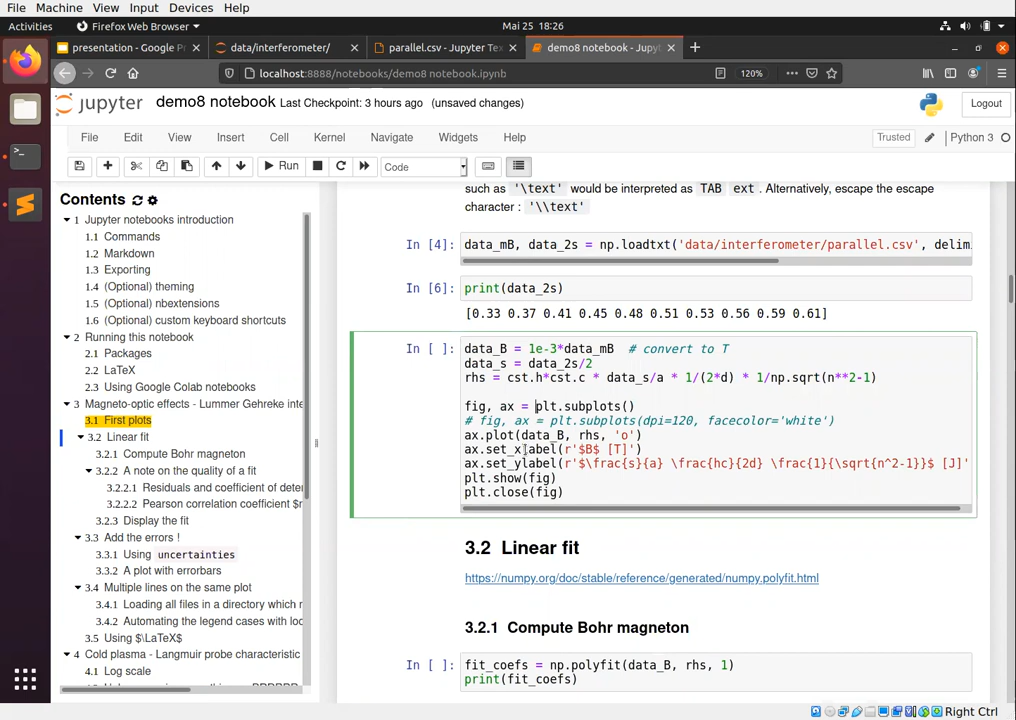 File Machine View Input Devices Help
Activities Firefox Web Browser Mai 25 18:26
presentation - Google P data/interferometer/ parallel.csv - Jupyter Tex demo8 notebook - Jupyt
localhost:8888/notebooks/demo8 notebook.ipynb 120%
jupyter demo8 notebook Last Checkpoint: 3 hours ago (unsaved changes) Logout
File Edit View Insert Cell Kernel Navigate Widgets Help Trusted Python 3
Run Code
Contents
1 Jupyter notebooks introduction
1.1 Commands
1.2 Markdown
1.3 Exporting
1.4 (Optional) theming
1.5 (Optional) nbextensions
1.6 (Optional) custom keyboard shortcuts
2 Running this notebook
2.1 Packages
2.2 LaTeX
2.3 Using Google Colab notebooks
3 Magneto-optic effects - Lummer Gehreke inte
3.1 First plots
3.2 Linear fit
3.2.1 Compute Bohr magneton
3.2.2 A note on the quality of a fit
3.2.2.1 Residuals and coefficient of deter
3.2.2.2 Pearson correlation coefficient $r
3.2.3 Display the fit
3.3 Add the errors !
3.3.1 Using uncertainties
3.3.2 A plot with errorbars
3.4 Multiple lines on the same plot
3.4.1 Loading all files in a directory which r
3.4.2 Automating the legend cases with loc
3.5 Using $\LaTeX$
4 Cold plasma - Langmuir probe characteristic
4.1 Log scale
such as '\text' would be interpreted as TAB ext . Alternatively, escape the escape
character : '\\text'
In [4]: data_mB, data_2s = np.loadtxt('data/interferometer/parallel.csv', delim
In [6]: print(data_2s)
[0.33 0.37 0.41 0.45 0.48 0.51 0.53 0.56 0.59 0.61]
In [ ]: data_B = 1e-3*data_mB # convert to T
data_s = data_2s/2
rhs = cst.h*cst.c * data_s/a * 1/(2*d) * 1/np.sqrt(n**2-1)
fig, ax = plt.subplots()
# fig, ax = plt.subplots(dpi=120, facecolor='white')
ax.plot(data_B, rhs, 'o')
ax.set_xlabel(r'$B$ [T]')
ax.set_ylabel(r'$\frac{s}{a} \frac{hc}{2d} \frac{1}{\sqrt{n^2-1}}$ [J]'
plt.show(fig)
plt.close(fig)
3.2 Linear fit
https://numpy.org/doc/stable/reference/generated/numpy.polyfit.html
3.2.1 Compute Bohr magneton
In [ ]: fit_coefs = np.polyfit(data_B, rhs, 1)
print(fit_coefs)
Right Ctrl